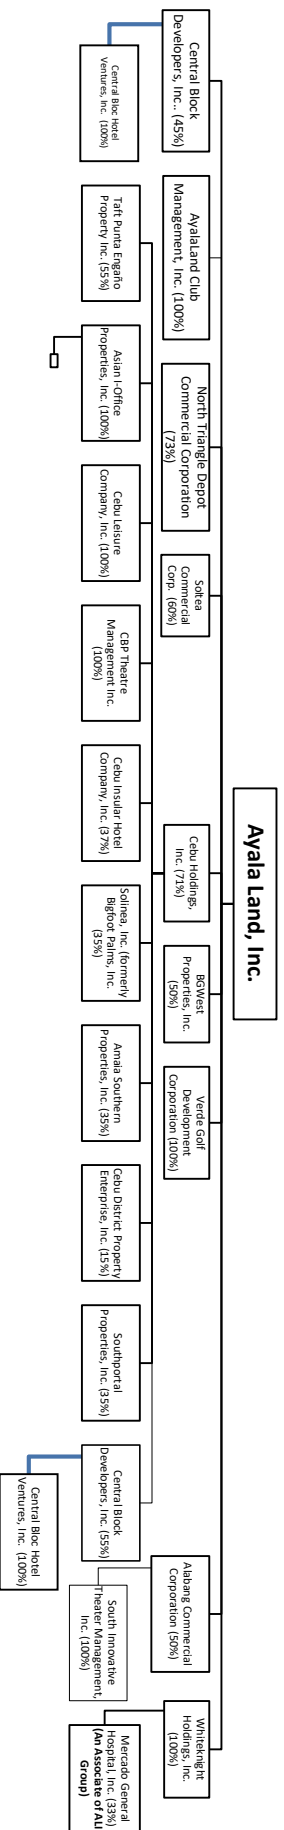 Ayala Land, Inc.
Central Block
Developers, Inc.. (45%)
AyalaLand Club
Management, Inc. (100%)
North Triangle Depot
Commercial Corporation
(73%)
Soltea
Commercial
Corp. (60%)
Cebu Holdings,
Inc. (71%)
BGWest
Properties, Inc.
(50%)
Verde Golf
Development
Corporation (100%)
Alabang Commercial
Corporation (50%)
Whiteknight
Holdings, Inc.
(100%)
Central Bloc Hotel
Ventures, Inc. (100%)
Taft Punta Engaño
Property Inc. (55%)
Asian I-Office
Properties, Inc. (100%)
Cebu Leisure
Company, Inc. (100%)
CBP Theatre
Management Inc.
(100%)
Cebu Insular Hotel
Company, Inc. (37%)
Solinea, Inc. (formerly
Bigfoot Palms, Inc.
(35%)
Amaia Southern
Properties, Inc. (35%)
Cebu District Property
Enterprise, Inc. (15%)
Southportal
Properties, Inc. (35%)
Central Block
Developers, Inc. (55%)
South Innovative
Theater Management,
Inc. (100%)
Mercado General
Hospital, Inc. (33%)
(An Associate of ALI
Group)
Central Bloc Hotel
Ventures, Inc. (100%)